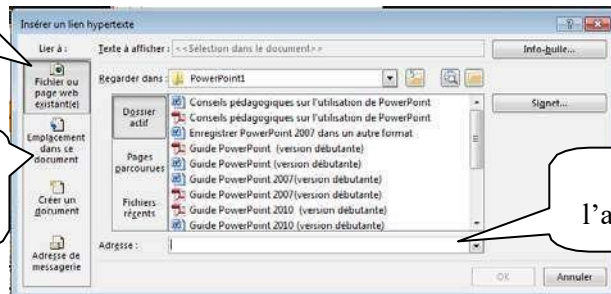 Insérer un lien hypertexte
Lier à :
Texte à afficher : <<Sélection dans le document>>
Info-bulle...
Fichier ou
page web
existant(e)
Regarder dans :
PowerPoint1
Dossier
actif
Conseils pédagogiques sur l'utilisation de PowerPoint
Conseils pédagogiques sur l'utilisation de PowerPoint
Enregistrer PowerPoint 2007 dans un autre format
Guide PowerPoint (version débutante)
Guide PowerPoint (version débutante)
Guide PowerPoint 2007(version débutante)
Guide PowerPoint 2007(version débutante)
Guide PowerPoint 2010 (version débutante)
Guide PowerPoint 2010 (version débutante)
Signet...
Emplacement
dans ce
document
Pages
parcourues
Créer un
document
Fichiers
récents
Adresse de
messagerie
Adresse :
l'a
OK
Annuler